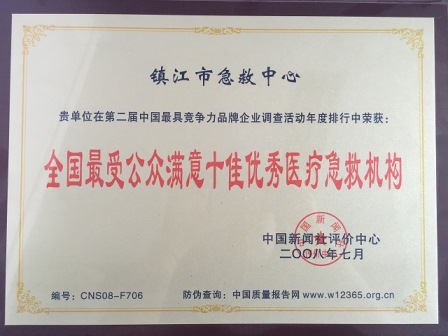 镇江市急救中心
贵单位在第二届中国最具竞争力品牌企业调查活动年度排行中荣获：
全国最受公众满意十佳优秀医疗急救机构
中国新闻社评价中心
二〇〇八年七月
编号：CNS08-F706 防伪查询：中国质量报告网 www.w12365.org.cn